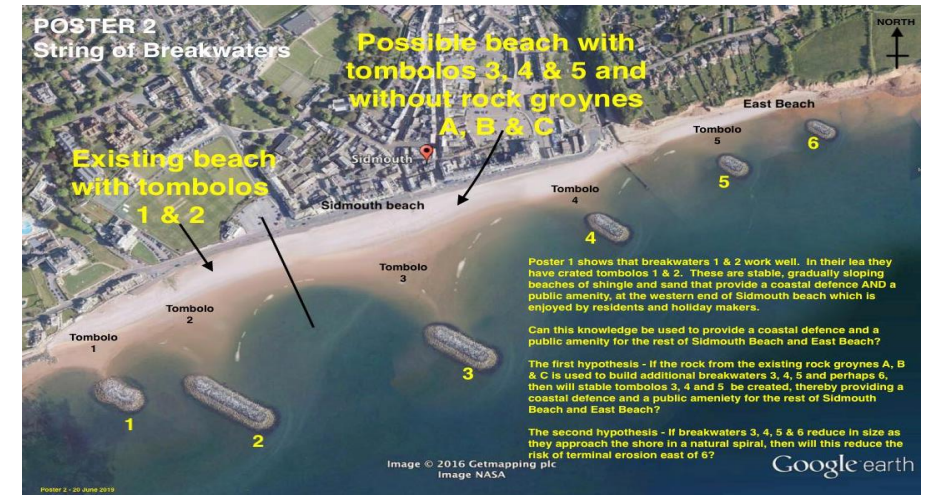 POSTER 2
String of Breakwaters
Possible beach with
tombolos 3, 4 & 5 and
without rock groynes
A, B & C
NORTH
East Beach
Tombolo
5
6
5
Existing beach
with tombolos
1 & 2
Sidmouth
Sidmouth beach
Tombolo
4
4
Tombolo
3
3
Tombolo
2
Tombolo
1
1
2
Poster 1 shows that breakwaters 1 & 2 work well. In their lea they
have crated tombolos 1 & 2. These are stable, gradually sloping
beaches of shingle and sand that provide a coastal defence AND a
public amenity, at the western end of Sidmouth beach which is
enjoyed by residents and holiday makers.
Can this knowledge be used to provide a coastal defence and a
public amenity for the rest of Sidmouth Beach and East Beach?
The first hypothesis - If the rock from the existing rock groynes A, B
& C is used to build additional breakwaters 3, 4, 5 and perhaps 6,
then will stable tombolos 3, 4 and 5 be created, thereby providing a
coastal defence and a public ameniety for the rest of Sidmouth
Beach and East Beach?
The second hypothesis - If breakwaters 3, 4, 5 & 6 reduce in size as
they approach the shore in a natural spiral, then will this reduce the
risk of terminal erosion east of 6?
Image © 2016 Getmapping plc
Image NASA
Google earth
Poster 2 - 20 June 2019